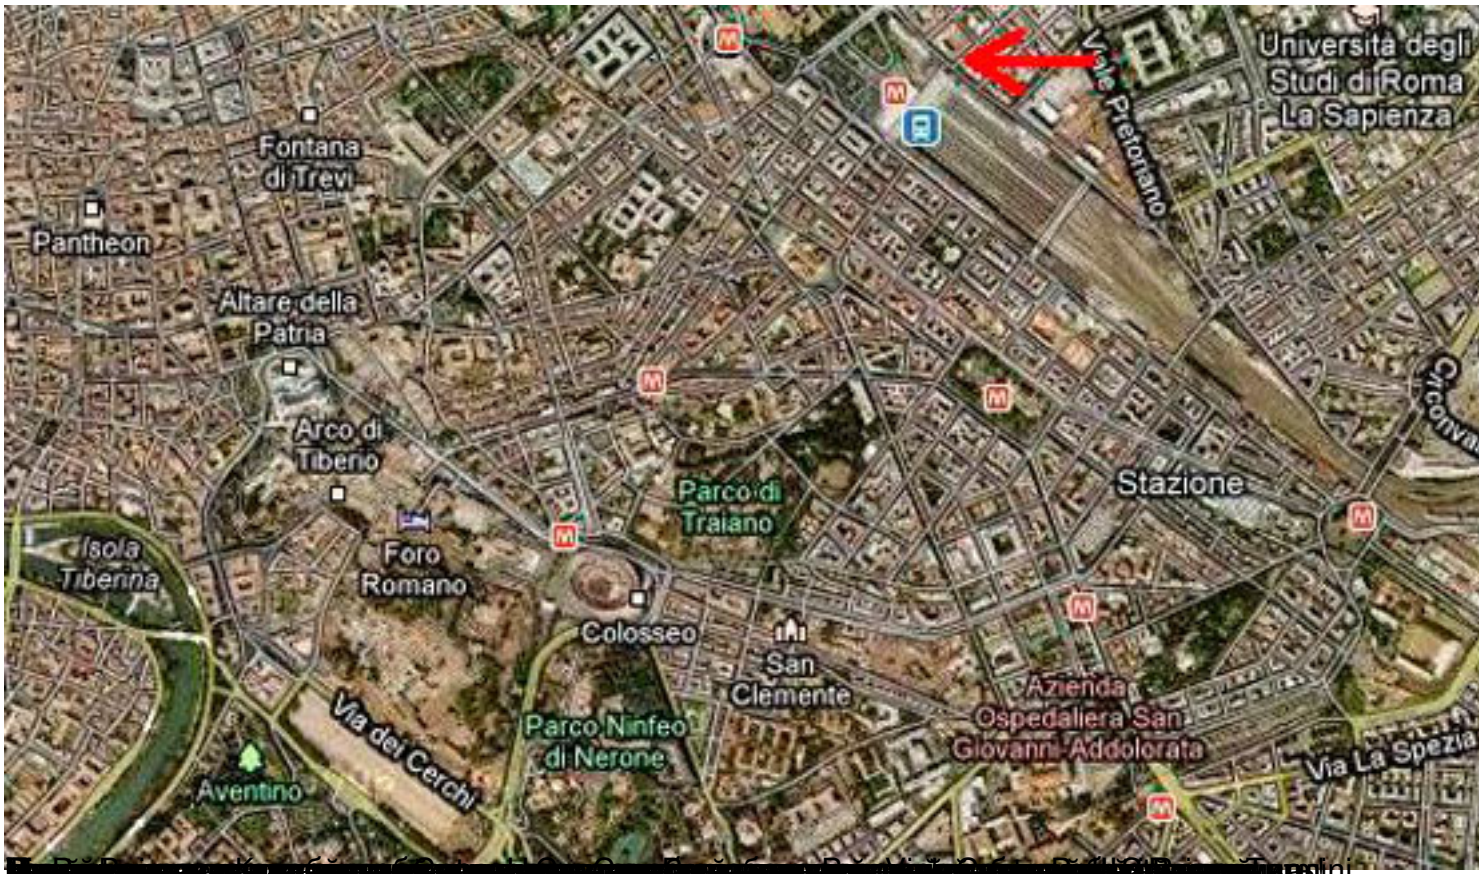 Università degli
Studi di Roma
La Sapienza
Viale Pretoriano
Fontana
di Trevi
Pantheon
Altare della
Patria
Arco di
Tiberio
Stazione
Parco di
Traiano
Isola
Tiberina
Foro
Romano
Colosseo
San
Clemente
Azienda
Ospedaliera San
Giovanni-Addolorata
Parco Ninfeo
di Nerone
Via dei Cerchi
Via La Spezia
Aventino
M
M
M
M
M
M
M
M